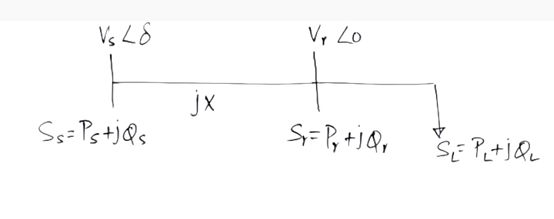 Vs∠δ Vr∠0
jX
Ss=Ps+jQs Sr=Pr+jQr SL=PL+jQL